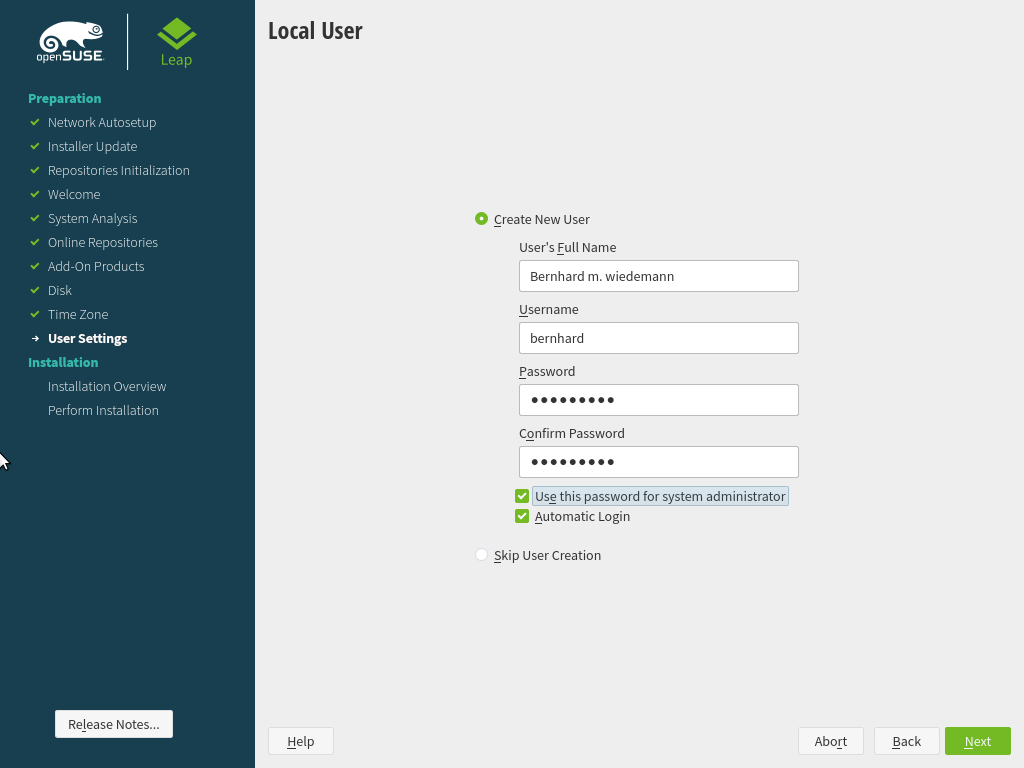 openSUSE
Leap
Preparation
Network Autosetup
Installer Update
Repositories Initialization
Welcome
System Analysis
Online Repositories
Add-On Products
Disk
Time Zone
User Settings
Installation
Installation Overview
Perform Installation
Release Notes...
Local User
Create New User
User's Full Name
Bernhard m. wiedemann
Username
bernhard
Password
●●●●●●●●●
Confirm Password
●●●●●●●●●
Use this password for system administrator
Automatic Login
Skip User Creation
Help
Abort
Back
Next